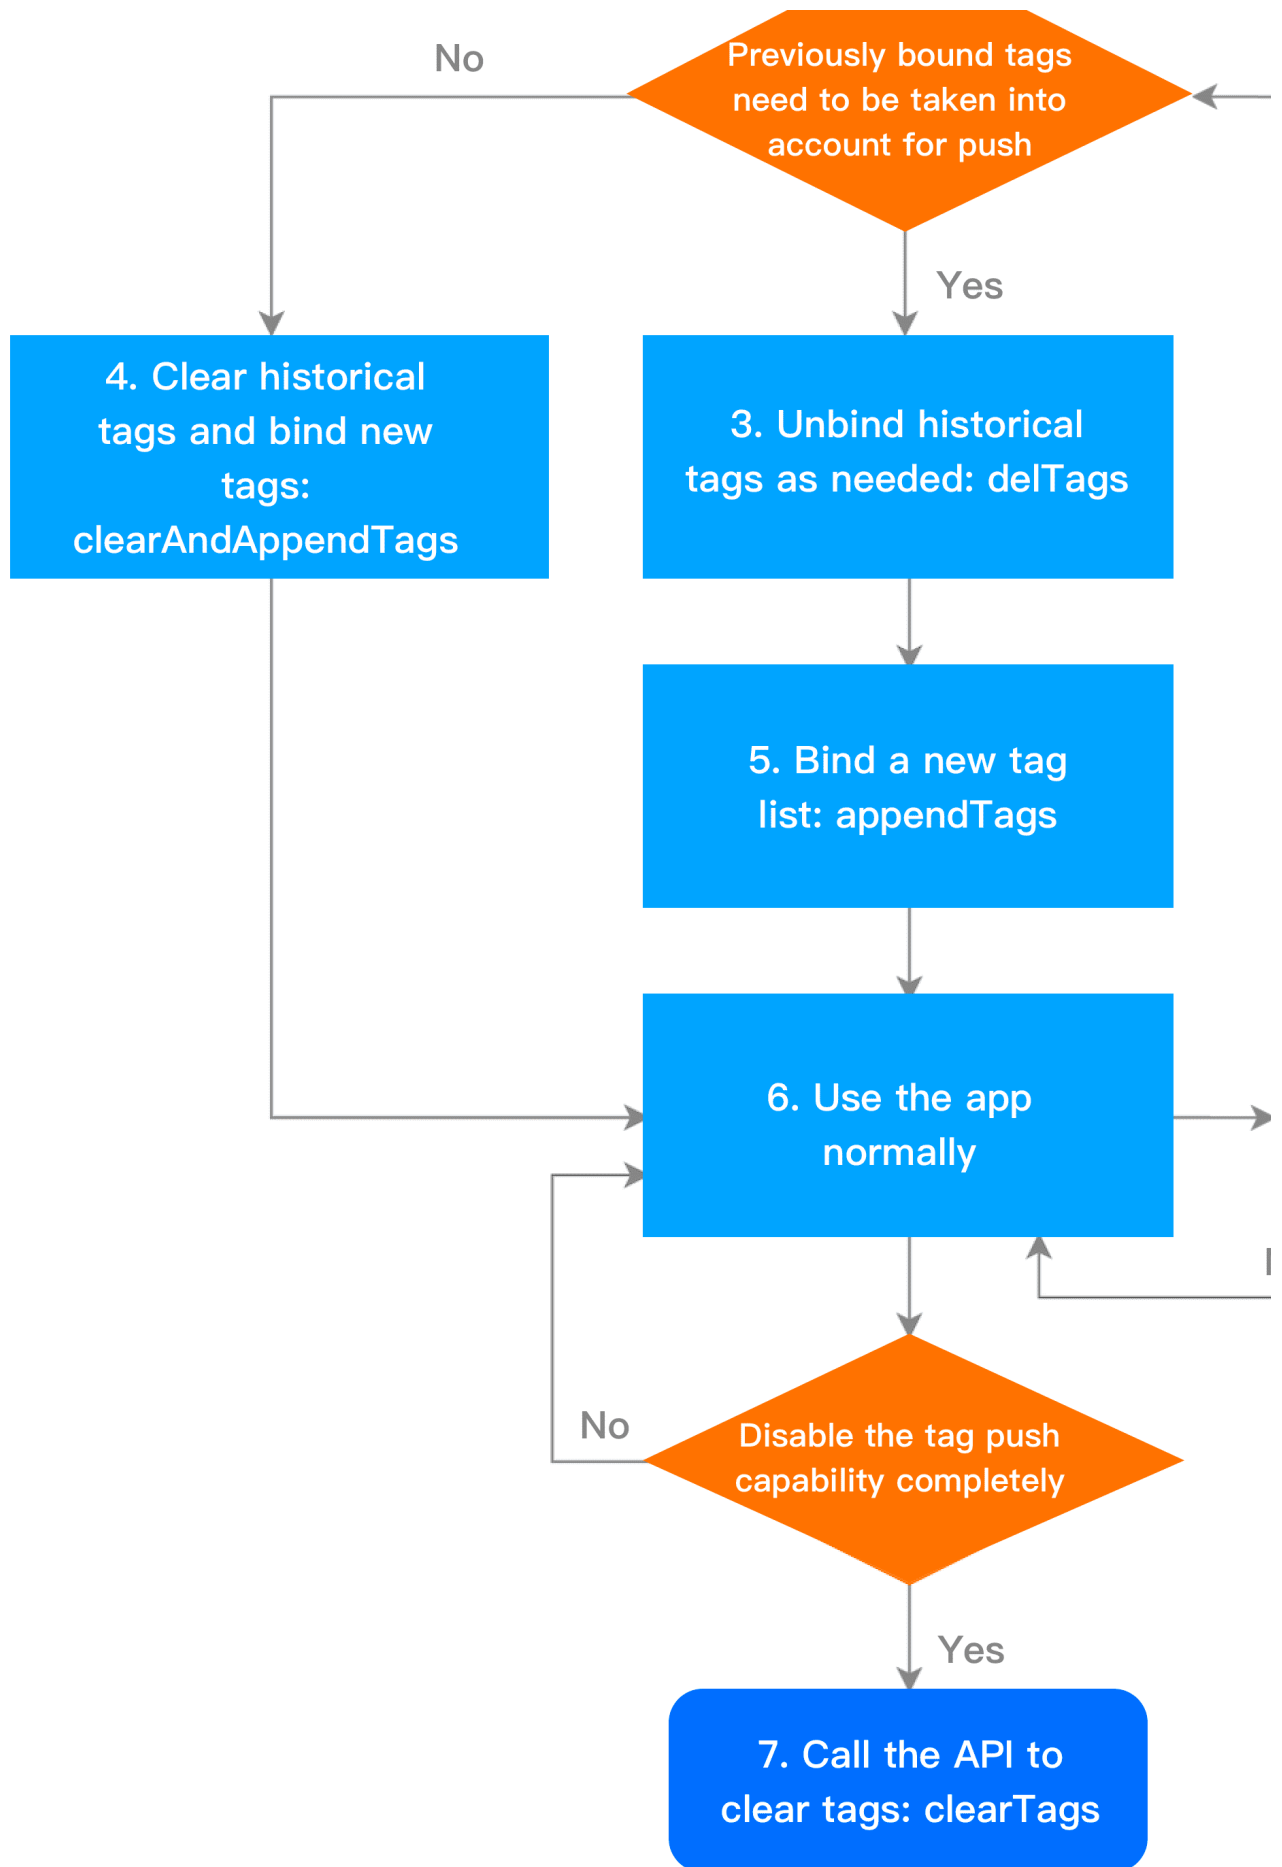 No
Previously bound tags
need to be taken into
account for push
Yes
4. Clear historical
tags and bind new
tags:
clearAndAppendTags
3. Unbind historical
tags as needed: delTags
5. Bind a new tag
list: appendTags
6. Use the app
normally
No
Disable the tag push
capability completely
Yes
7. Call the API to
clear tags: clearTags